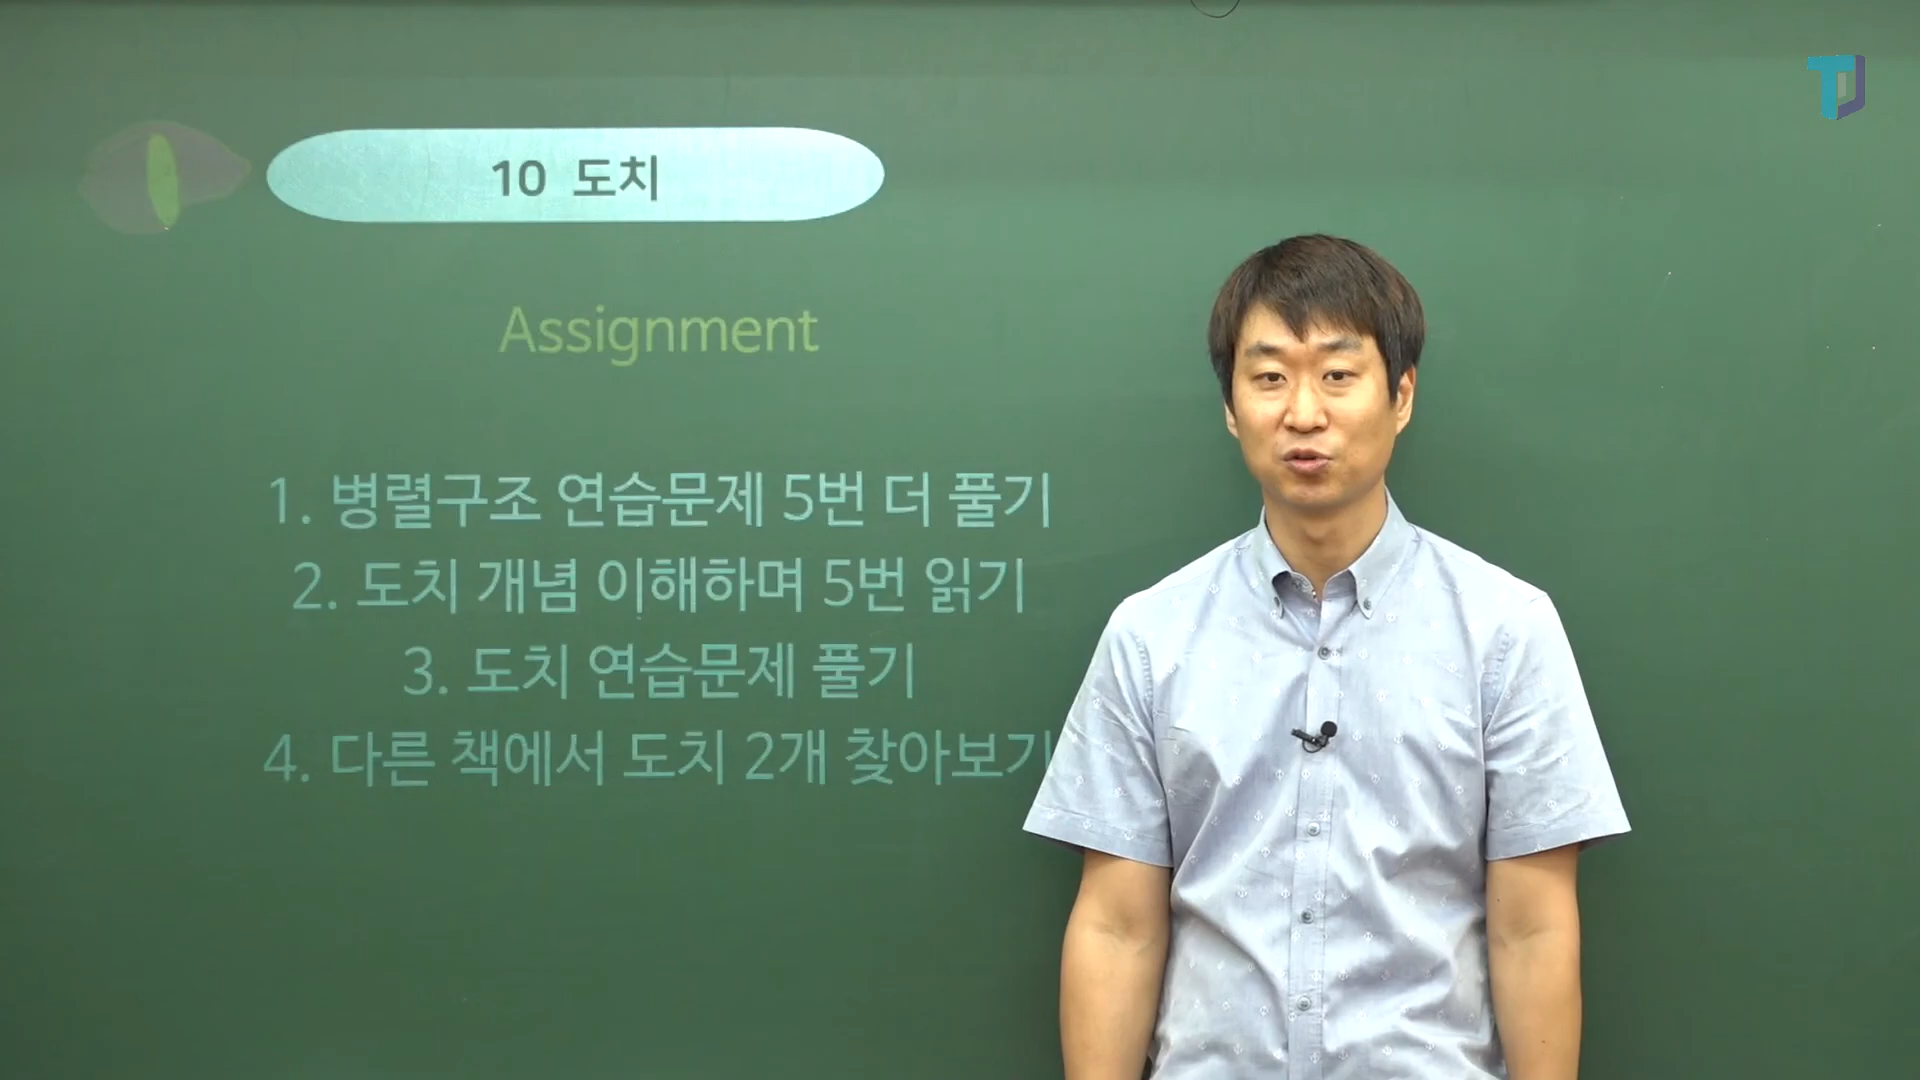 10 도치
Assignment
1. 병렬구조 연습문제 5번 더 풀기
2. 도치 개념 이해하며 5번 읽기
3. 도치 연습문제 풀기
4. 다른 책에서 도치 2개 찾아보기